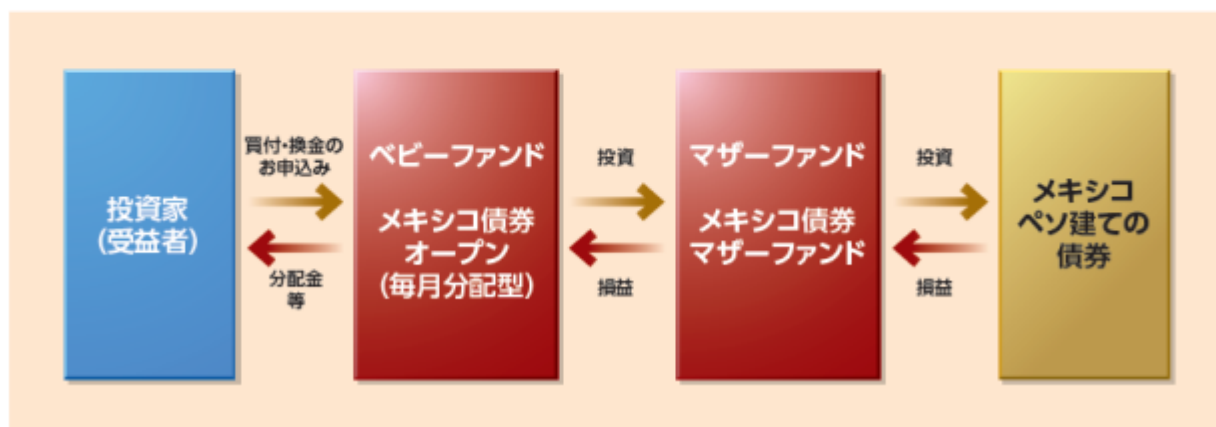 投資家
(受益者)
買付・換金の
お申込み
分配金
等
ベビーファンド
メキシコ債券
オープン
(毎月分配型)
投資
損益
マザーファンド
メキシコ債券
マザーファンド
投資
損益
メキシコ
ペソ建ての
債券